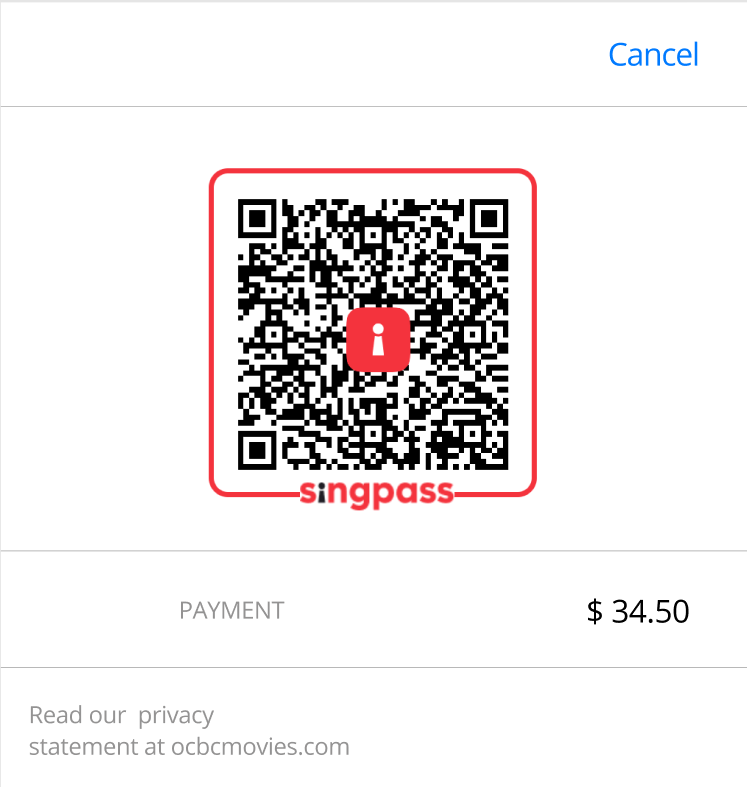 Cancel
singpass
PAYMENT
$ 34.50
Read our privacy
statement at ocbcmovies.com